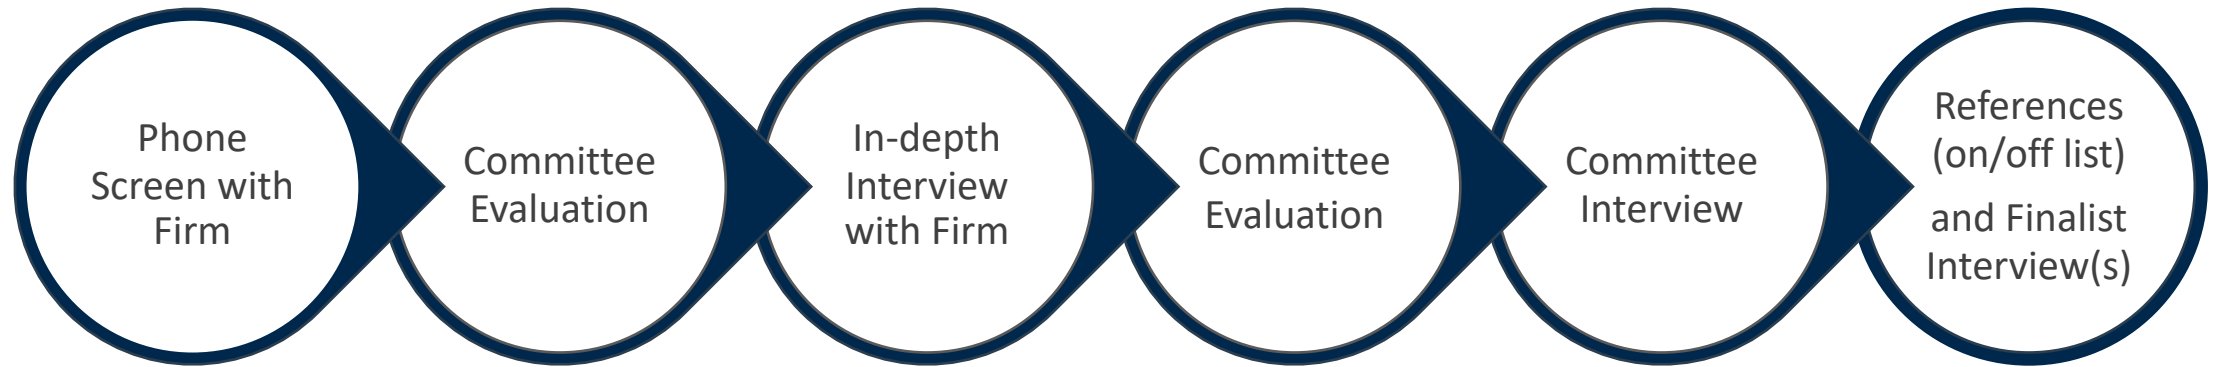 Phone
Screen with
Firm
Committee
Evaluation
In-depth
Interview
with Firm
Committee
Evaluation
Committee
Interview
References
(on/off list)
and Finalist
Interview(s)